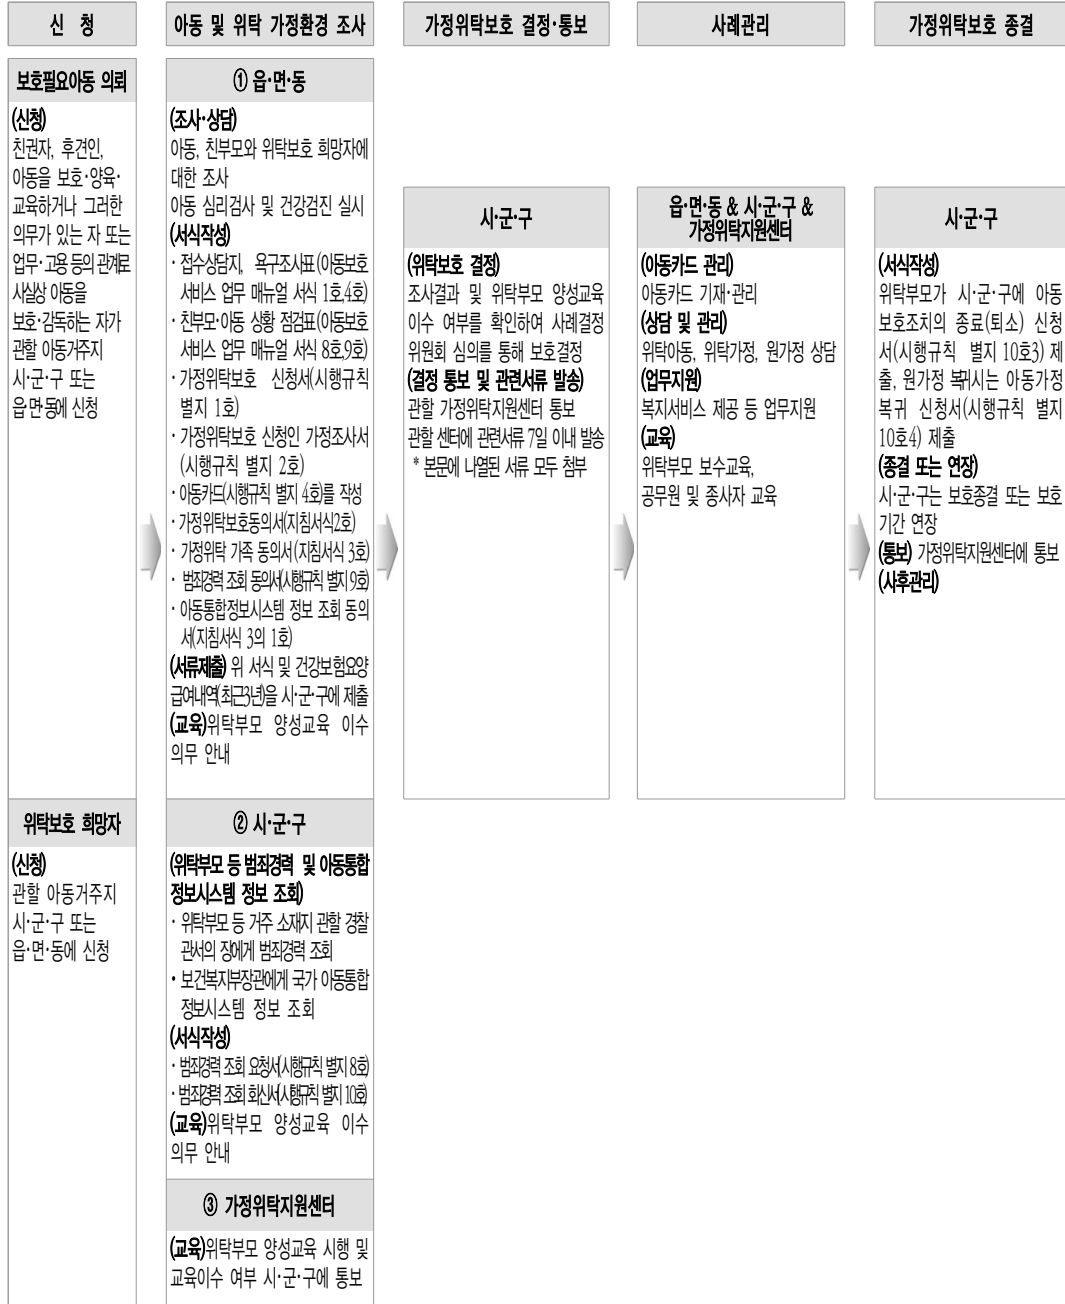 신 청
아동 및 위탁 가정환경 조사
가정위탁보호 결정·통보
사례관리
가정위탁보호 종결
보호필요아동 의뢰
(신청)
친권자, 후견인,
아동을 보호·양육·
교육하거나 그러한
의무가 있는 자 또는
업무·고용 등의 관계로
사실상 아동을
보호·감독하는 자가
관할 아동거주지
시·군·구 또는
읍·면·동에 신청
위탁보호 희망자
(신청)
관할 아동거주지
시·군·구 또는
읍·면·동에 신청
① 읍·면·동
(조사·상담)
아동, 친부모와 위탁보호 희망자에
대한 조사
아동 심리검사 및 건강검진 실시
(서식작성)
· 접수상담지, 욕구조사표(아동보호
서비스 업무 매뉴얼 서식 1호,4호)
· 친부모·아동 상황 점검표(아동보호
서비스 업무 매뉴얼 서식 8호,9호)
· 가정위탁보호 신청서(시행규칙
별지 1호)
· 가정위탁보호 신청인 가정조사서
(시행규칙 별지 2호)
· 아동카드(시행규칙 별지 4호)를 작성
· 가정위탁보호동의서(지침서식2호)
· 가정위탁 가족 동의서(지침서식 3호)
· 범죄경력 조회 동의서(시행규칙 별지 9호)
· 아동통합정보시스템 정보 조회 동의
서(지침서식 3의 1호)
(서류제출) 위 서식 및 건강보험요양
급여내역(최근3년)을 시·군·구에 제출
(교육)위탁부모 양성교육 이수
의무 안내
② 시·군·구
(위탁부모 등 범죄경력 및 아동통합
정보시스템 정보 조회)
· 위탁부모 등 거주 소재지 관할 경찰
관서의 장에게 범죄경력 조회
· 보건복지부장관에게 국가 아동통합
정보시스템 정보 조회
(서식작성)
· 범죄경력 조회 요청서(시행규칙 별지 8호)
· 범죄경력 조회 회신서(시행규칙 별지 10호)
(교육)위탁부모 양성교육 이수
의무 안내
③ 가정위탁지원센터
(교육)위탁부모 양성교육 시행 및
교육이수 여부 시·군·구에 통보
시·군·구
(위탁보호 결정)
조사결과 및 위탁부모 양성교육
이수 여부를 확인하여 사례결정
위원회 심의를 통해 보호결정
(결정 통보 및 관련서류 발송)
관할 가정위탁지원센터 통보
관할 센터에 관련서류 7일 이내 발송
* 본문에 나열된 서류 모두 첨부
읍·면·동 & 시·군·구 &
가정위탁지원센터
(아동카드 관리)
아동카드 기재·관리
(상담 및 관리)
위탁아동, 위탁가정, 원가정 상담
(업무지원)
복지서비스 제공 등 업무지원
(교육)
위탁부모 보수교육,
공무원 및 종사자 교육
시·군·구
(서식작성)
위탁부모가 시·군·구에 아동
보호조치의 종료(퇴소) 신청
서(시행규칙 별지 10호3) 제
출, 원가정 복귀시는 아동가정
복귀 신청서(시행규칙 별지
10호4) 제출
(종결 또는 연장)
시·군·구는 보호종결 또는 보호
기간 연장
(통보) 가정위탁지원센터에 통보
(사후관리)